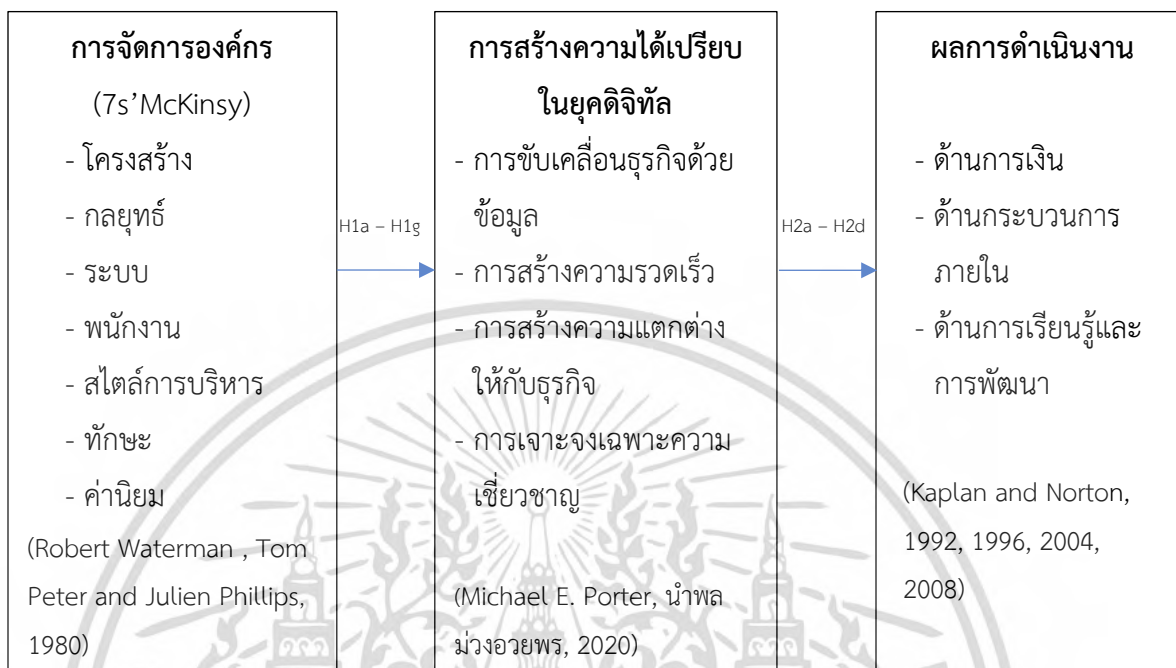 การจัดการองค์กร
(7s’McKinsy)
- โครงสร้าง
- กลยุทธ์
- ระบบ
- พนักงาน
- สไตล์การบริหาร
- ทักษะ
- ค่านิยม
(Robert Waterman , Tom
Peter and Julien Phillips,
1980)
H1a – H1g
การสร้างความได้เปรียบ
ในยุคดิจิทัล
- การขับเคลื่อนธุรกิจด้วย
ข้อมูล
- การสร้างความรวดเร็ว
- การสร้างความแตกต่าง
ให้กับธุรกิจ
- การเจาะจงเฉพาะความ
เชี่ยวชาญ
(Michael E. Porter, นำพล
ม่วงอวยพร, 2020)
H2a – H2d
ผลการดำเนินงาน
- ด้านการเงิน
- ด้านกระบวนการ
ภายใน
- ด้านการเรียนรู้และ
การพัฒนา
(Kaplan and Norton,
1992, 1996, 2004,
2008)